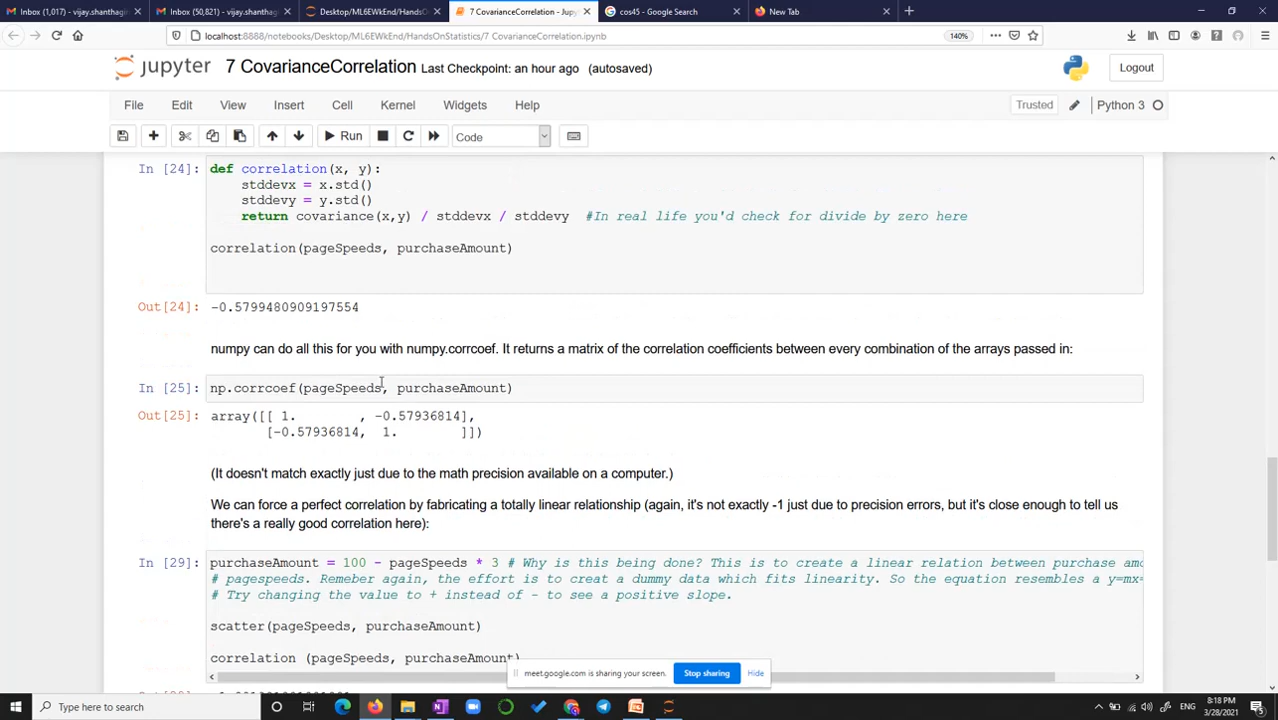 Inbox (1,017) - vijay.shanthagi
Inbox (50,821) - vijay.shantha
Desktop/ML6WkEnd/HandsOn
7 CovarianceCorrelation - Jupyt
cos45 - Google Search
New Tab
localhost:8888/notebooks/Desktop/ML6WkEnd/HandsOnStatistics/7 CovarianceCorrelation.ipynb
140%
jupyter 7 CovarianceCorrelation Last Checkpoint: an hour ago (autosaved)
Logout
File Edit View Insert Cell Kernel Widgets Help
Trusted
Python 3
Run
Code
In [24]: def correlation(x, y):
stddevx = x.std()
stddevy = y.std()
return covariance(x,y) / stddevx / stddevy #In real life you'd check for divide by zero here
correlation(pageSpeeds, purchaseAmount)
Out[24]: -0.5799480909197554
numpy can do all this for you with numpy.corrcoef. It returns a matrix of the correlation coefficients between every combination of the arrays passed in:
In [25]: np.corrcoef(pageSpeeds, purchaseAmount)
Out[25]: array([[ 1. , -0.57936814],
[-0.57936814, 1. ]])
(It doesn't match exactly just due to the math precision available on a computer.)
We can force a perfect correlation by fabricating a totally linear relationship (again, it's not exactly -1 just due to precision errors, but it's close enough to tell us
there's a really good correlation here):
In [29]: purchaseAmount = 100 - pageSpeeds * 3 # Why is this being done? This is to create a linear relation between purchase amo
# pagespeeds. Remeber again, the effort is to creat a dummy data which fits linearity. So the equation resembles a y=mx+
# Try changing the value to + instead of - to see a positive slope.
scatter(pageSpeeds, purchaseAmount)
correlation (pageSpeeds, purchaseAmount)
meet.google.com is sharing your screen.
Stop sharing
Hide
Type here to search
8:18 PM
3/28/2021